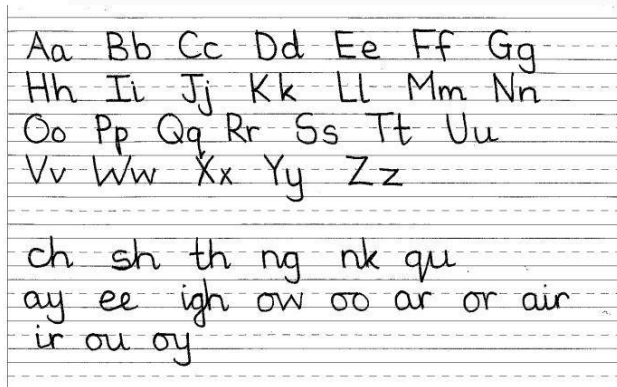 Aa Bb Cc Dd Ee Ff Gg
Hh Ii Jj Kk Ll Mm Nn
Oo Pp Qq Rr Ss Tt Uu
Vv Ww Xx Yy Zz
ch sh th ng nk qu
ay ee igh ow oo ar or air
ir ou oy